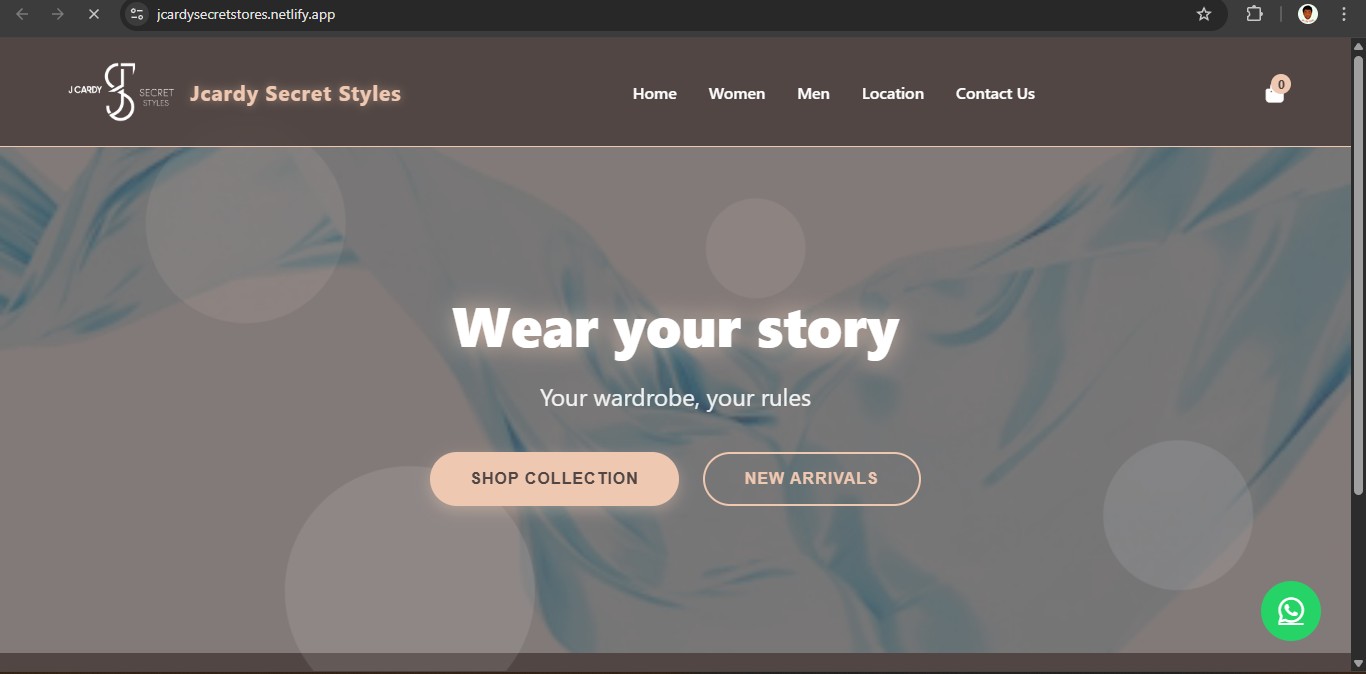 jcardysecretstores.netlify.app
J CARDY SECRET STYLES
Jcardy Secret Styles
Home Women Men Location Contact Us
0
Wear your story
Your wardrobe, your rules
SHOP COLLECTION NEW ARRIVALS